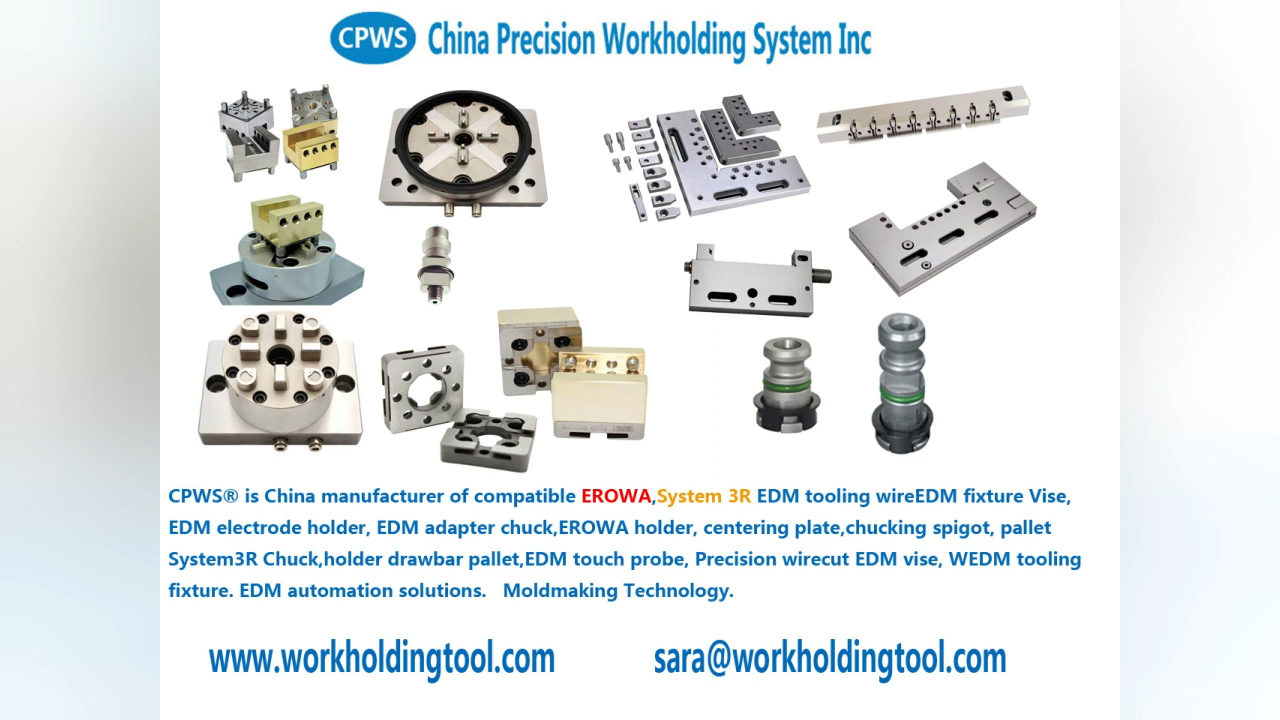 CPWS China Precision Workholding System Inc
CPWS® is China manufacturer of compatible EROWA,System 3R EDM tooling wireEDM fixture Vise,
EDM electrode holder, EDM adapter chuck,EROWA holder, centering plate,chucking spigot, pallet
System3R Chuck,holder drawbar pallet,EDM touch probe, Precision wirecut EDM vise, WEDM tooling
fixture. EDM automation solutions. Moldmaking Technology.
www.workholdingtool.com sara@workholdingtool.com